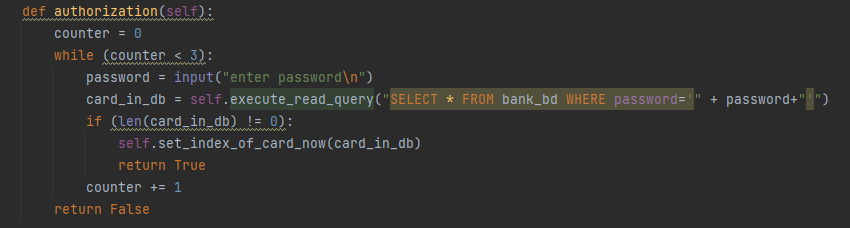 def authorization(self):
counter = 0
while (counter < 3):
password = input("enter password\n")
card_in_db = self.execute_read_query("SELECT * FROM bank_bd WHERE password='" + password+"'")
if (len(card_in_db) != 0):
self.set_index_of_card_now(card_in_db)
return True
counter += 1
return False